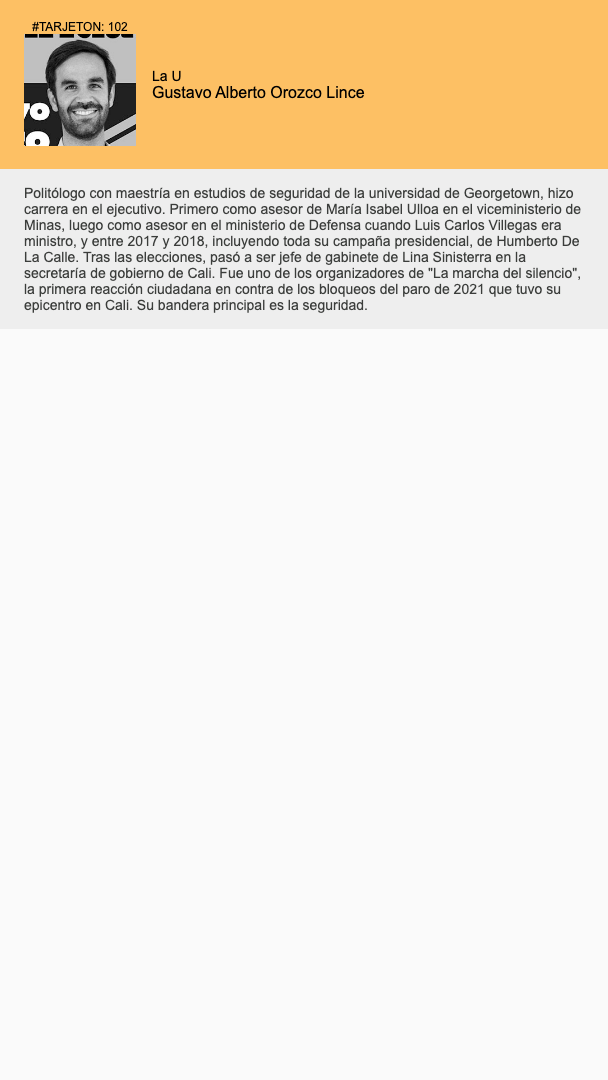 #TARJETON: 102
La U
Gustavo Alberto Orozco Lince
Politólogo con maestría en estudios de seguridad de la universidad de Georgetown, hizo
carrera en el ejecutivo. Primero como asesor de María Isabel Ulloa en el viceministerio de
Minas, luego como asesor en el ministerio de Defensa cuando Luis Carlos Villegas era
ministro, y entre 2017 y 2018, incluyendo toda su campaña presidencial, de Humberto De
La Calle. Tras las elecciones, pasó a ser jefe de gabinete de Lina Sinisterra en la
secretaría de gobierno de Cali. Fue uno de los organizadores de "La marcha del silencio",
la primera reacción ciudadana en contra de los bloqueos del paro de 2021 que tuvo su
epicentro en Cali. Su bandera principal es la seguridad.